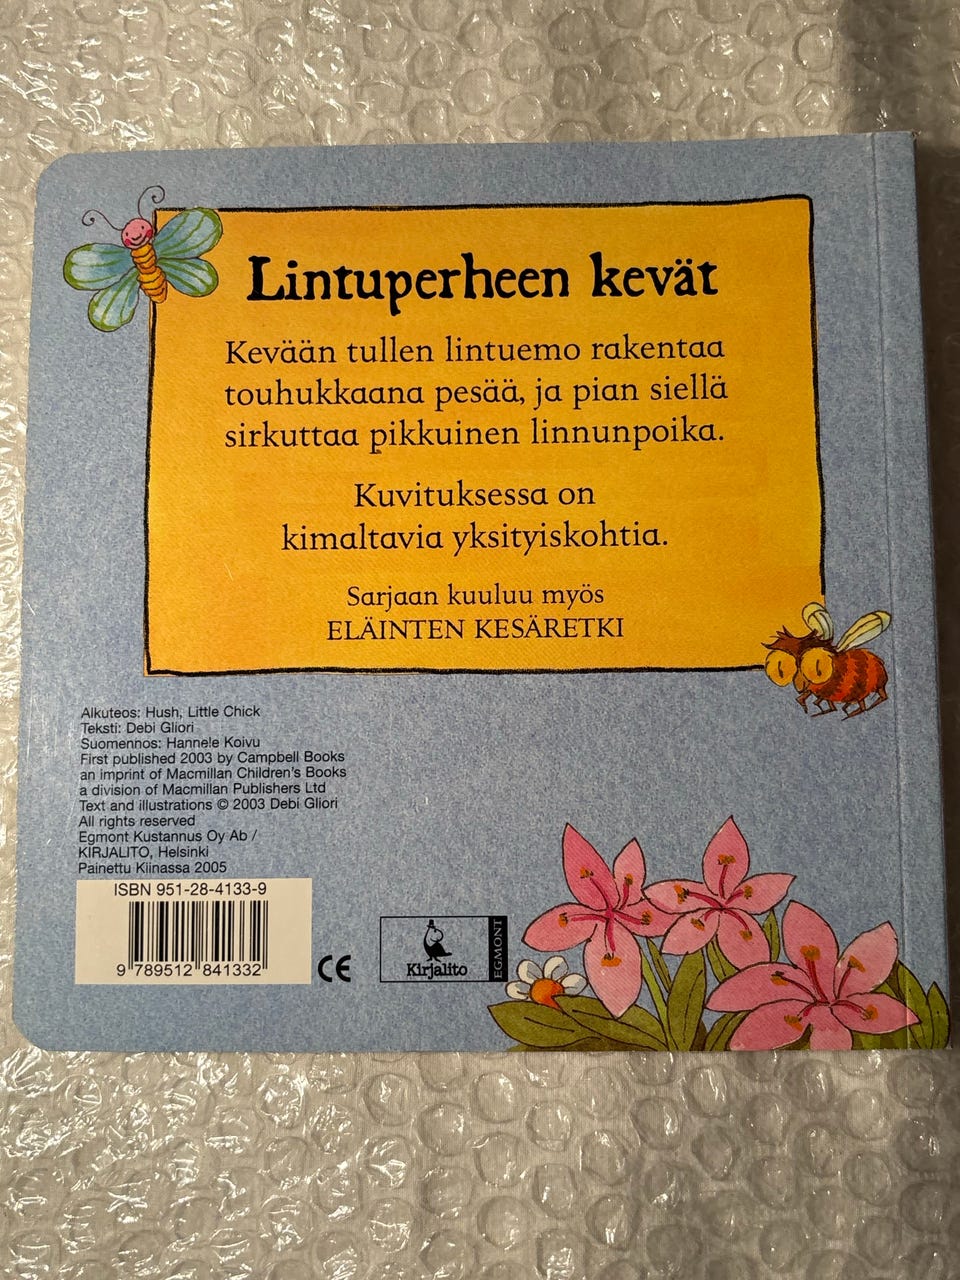 Lintuperheen kevät
Kevään tullen lintuemo rakentaa
touhukkaana pesää, ja pian siellä
sirkuttaa pikkuinen linnunpoika.
Kuvituksessa on
kimaltavia yksityiskohtia.
Sarjaan kuuluu myös
ELÄINTEN KESÄRETKI
Alkuteos: Hush, Little Chick
Teksti: Debi Gliori
Suomennos: Hannele Koivu
First published 2003 by Campbell Books
an imprint of Macmillan Children's Books
a division of Macmillan Publishers Ltd
Text and illustrations © 2003 Debi Gliori
All rights reserved
Egmont Kustannus Oy Ab /
KIRJALITO, Helsinki
Painettu Kiinassa 2005
ISBN 951-28-4133-9
9 789512 841332
CE
Kirjalito
EGMONT